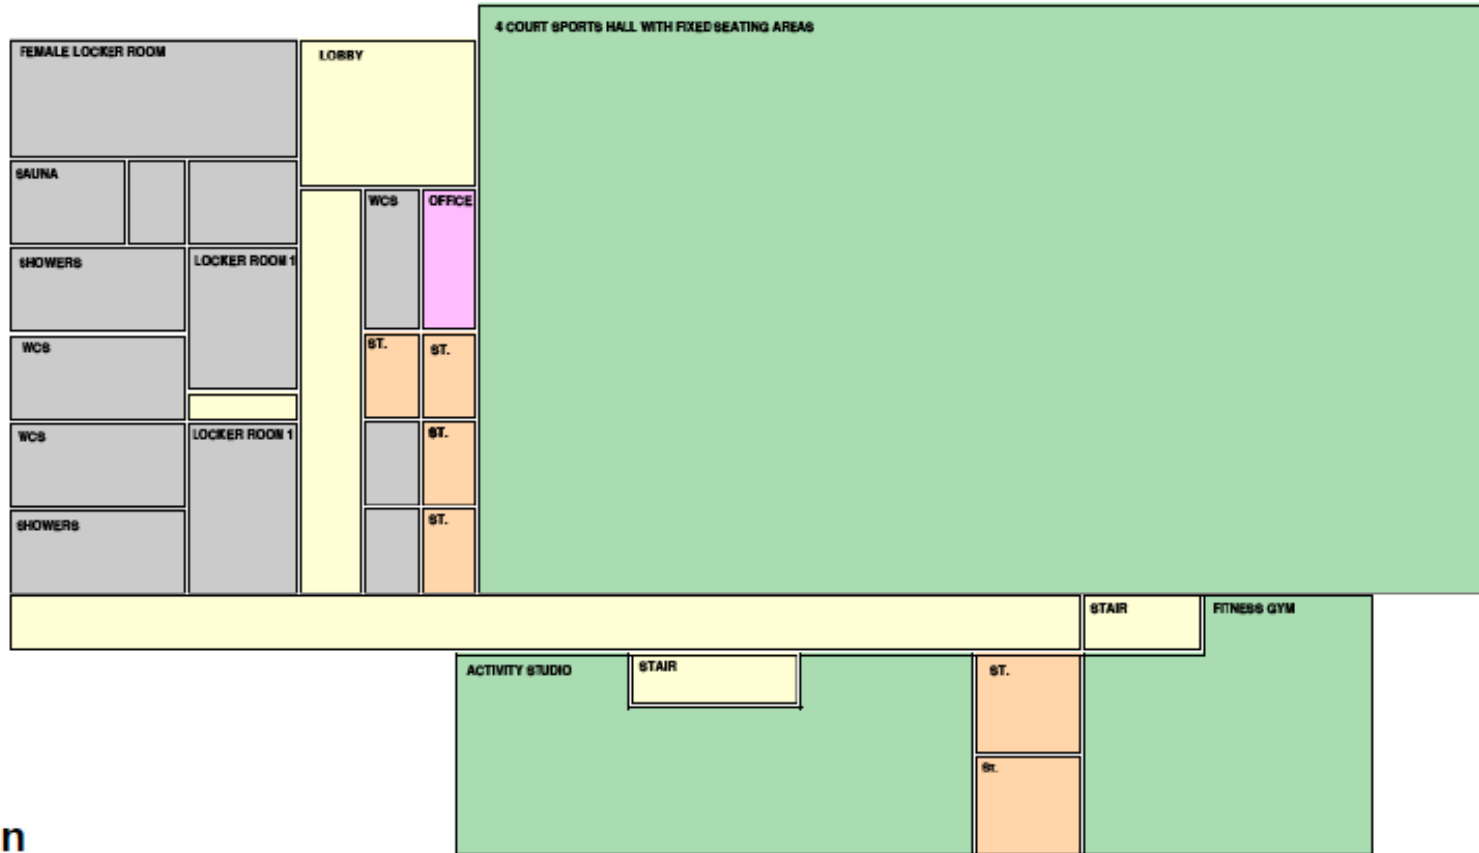 4 COURT SPORTS HALL WITH FIXED SEATING AREAS
FEMALE LOCKER ROOM
LOBBY
SAUNA
WCS
OFFICE
SHOWERS
LOCKER ROOM 1
WCS
ST.
ST.
WCS
LOCKER ROOM 1
ST.
SHOWERS
ST.
STAIR
FITNESS GYM
ACTIVITY STUDIO
STAIR
ST.
St.
n